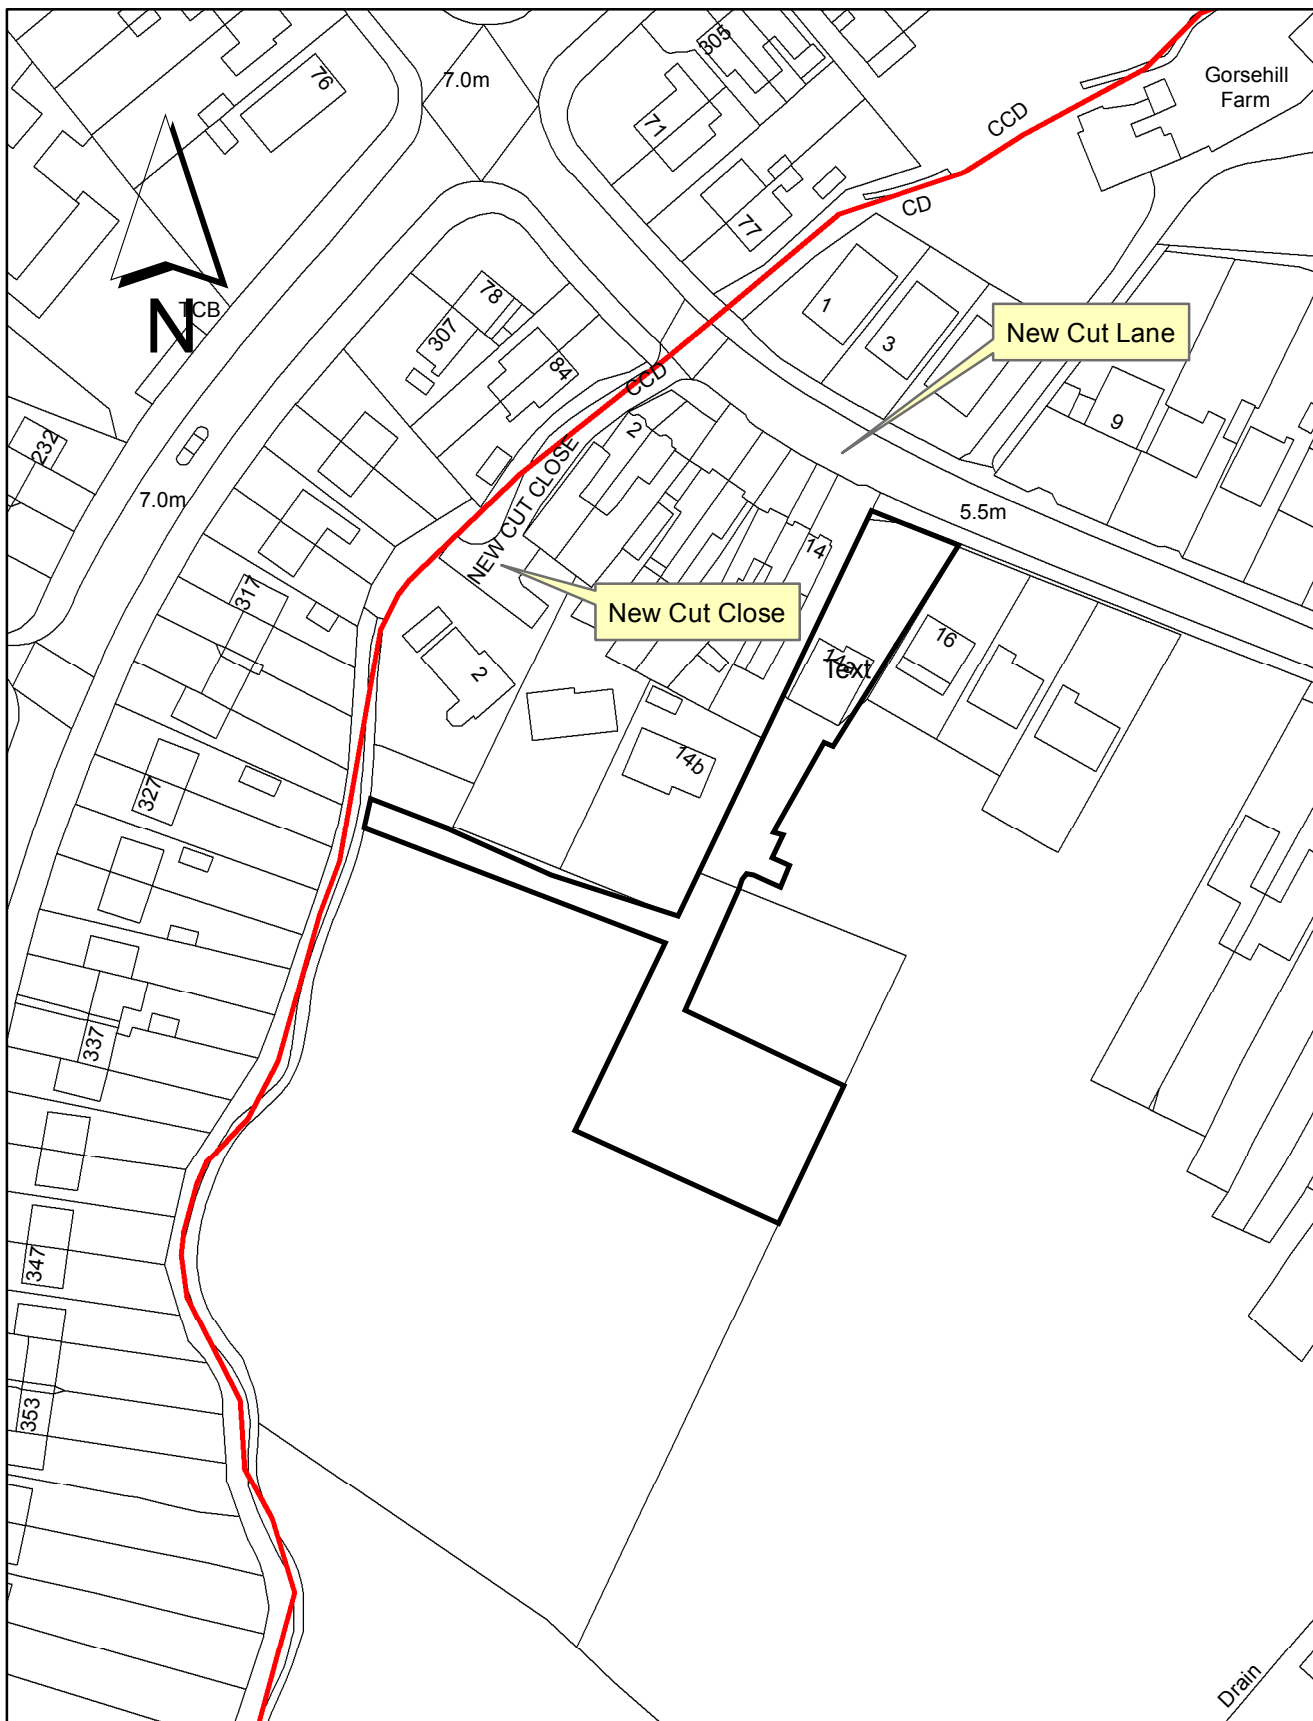 305
7.0m
76
Gorsehill
Farm
71
CCD
CD
77
N
TCB
78
1
307
3
New Cut Lane
84
CCD
9
232
2
7.0m
NEW CUT CLOSE
5.5m
14
317
New Cut Close
16
14a
Text
2
14b
327
337
347
353
Drain